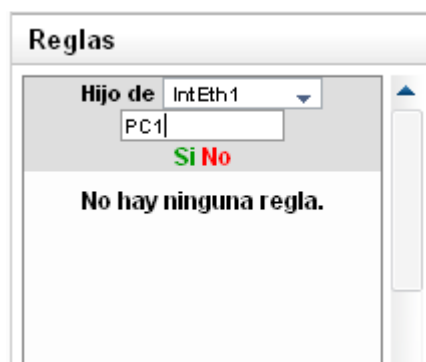 Reglas
Hijo de IntEth1
PC1
Si No
No hay ninguna regla.